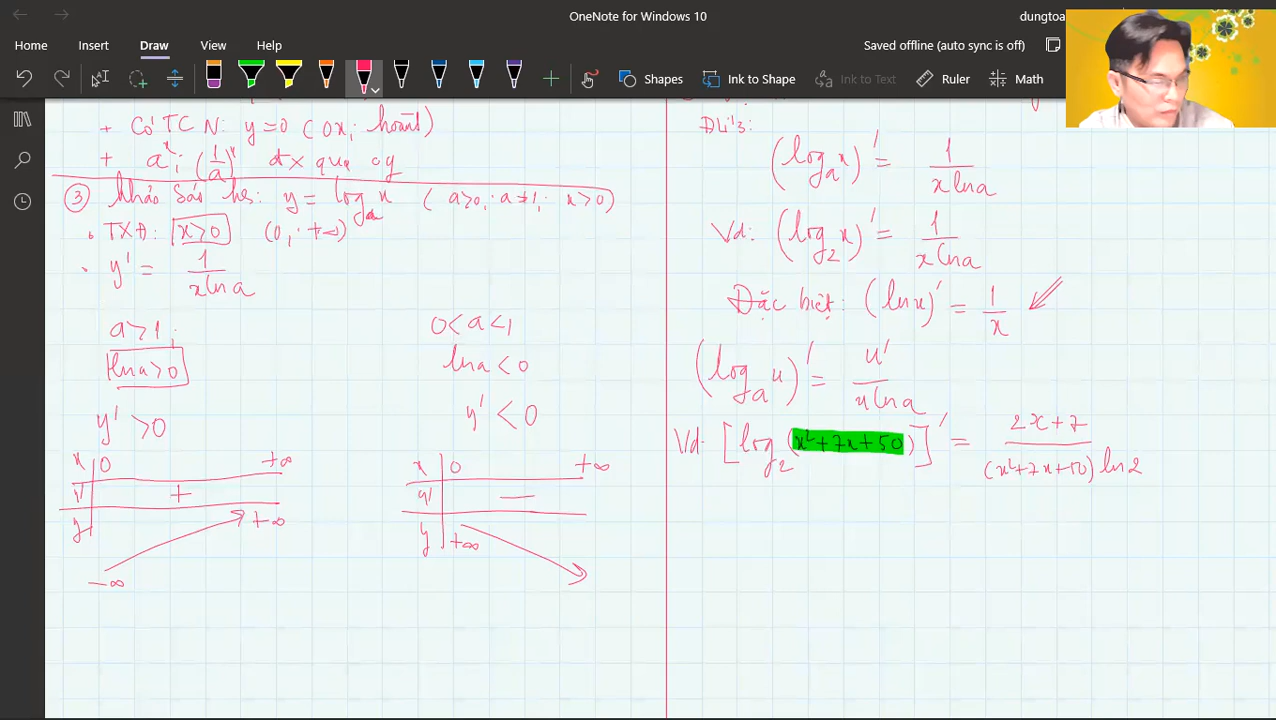 OneNote for Windows 10
dungtoa
Home Insert Draw View Help
Saved offline (auto sync is off)
Shapes Ink to Shape Ink to Text Ruler Math
+ Có TCN: y=0 (Ox; hoành)
+ a^x; (1/a)^x đx qua oy
③ Khảo sát hs: y = log_a x ( a>0; a≠1; x>0)
• TXĐ: x>0 (0; +∞)
• y' = 1/(x ln a)
a>1;
ln a>0
y' >0
x 0 +∞
y' +
y +∞
-∞
0<a<1
ln a <0
y' <0
x 0 +∞
y' —
y +∞
ĐLí3:
(log_a x)' = 1/(x ln a)
Vd: (log_2 x)' = 1/(x ln a)
Đặc biệt: (ln x)' = 1/x
(log_a u)' = u'/(u ln a)
Vd: [log_2 (x²+7x+50)]' = (2x+7)/((x²+7x+50) ln 2)